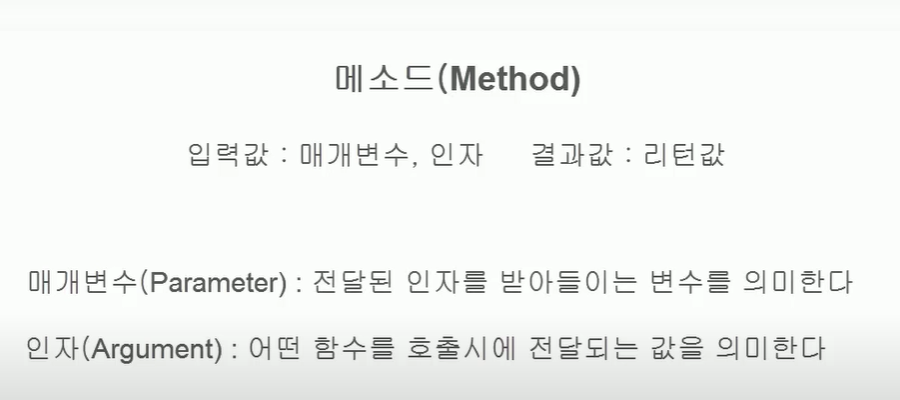 메소드(Method)
입력값 : 매개변수, 인자 결과값 : 리턴값
매개변수(Parameter) : 전달된 인자를 받아들이는 변수를 의미한다
인자(Argument) : 어떤 함수를 호출시에 전달되는 값을 의미한다